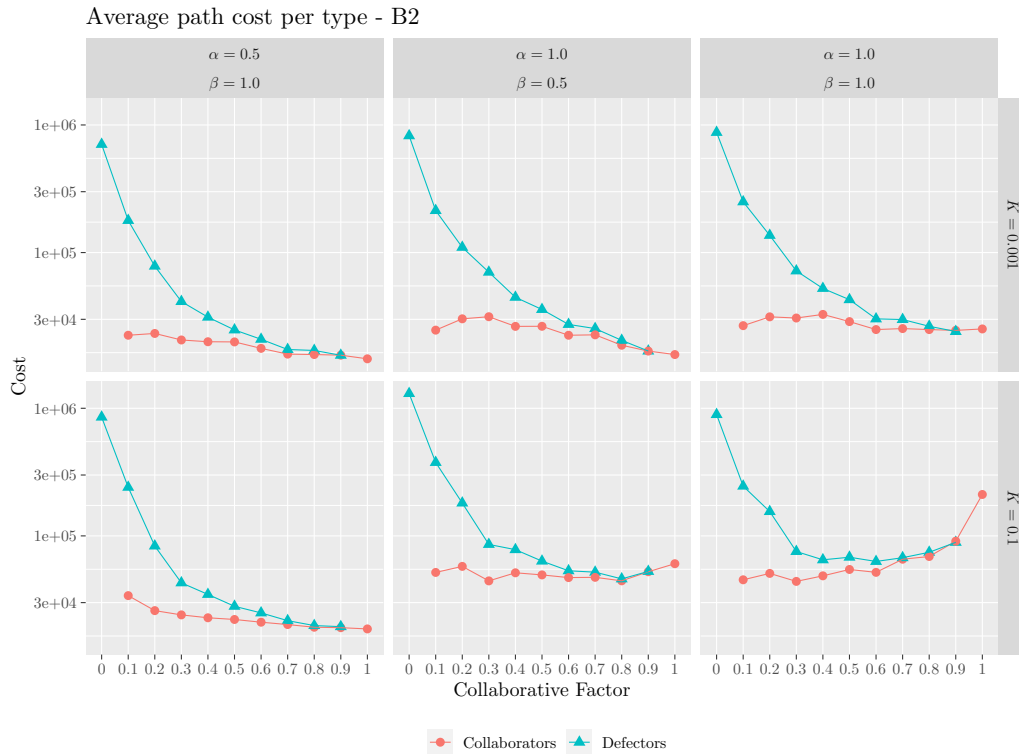 Average path cost per type - B2
α = 0.5
β = 1.0
α = 1.0
β = 0.5
α = 1.0
β = 1.0
1e+06
3e+05
1e+05
3e+04
K = 0.001
Cost
1e+06
3e+05
1e+05
3e+04
K = 0.1
0 0.1 0.2 0.3 0.4 0.5 0.6 0.7 0.8 0.9 1
0 0.1 0.2 0.3 0.4 0.5 0.6 0.7 0.8 0.9 1
0 0.1 0.2 0.3 0.4 0.5 0.6 0.7 0.8 0.9 1
Collaborative Factor
Collaborators Defectors